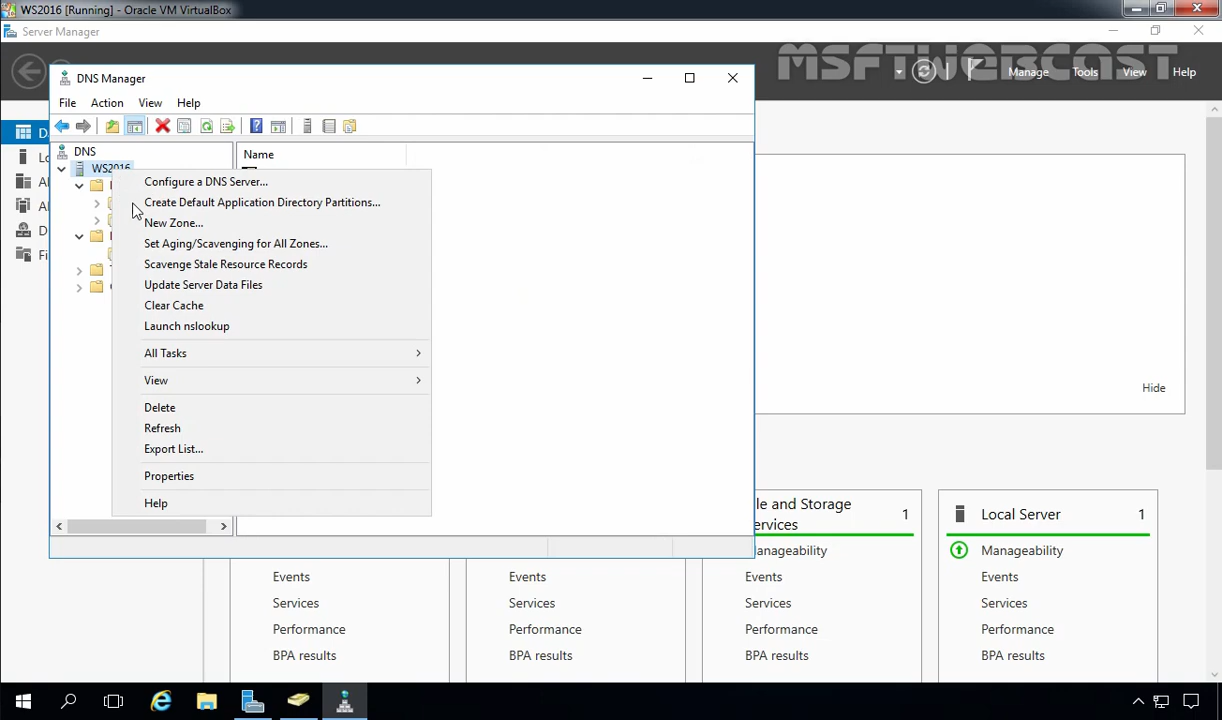 WS2016 [Running] - Oracle VM VirtualBox
Server Manager
MSFTWEBCAST
Manage Tools View Help
DNS Manager
File Action View Help
DNS
Name
WS2016
Configure a DNS Server...
Create Default Application Directory Partitions...
New Zone...
Set Aging/Scavenging for All Zones...
Scavenge Stale Resource Records
Update Server Data Files
Clear Cache
Launch nslookup
All Tasks
View
Delete
Refresh
Export List...
Properties
Help
Hide
le and Storage 1
ervices
Local Server 1
anageability
Manageability
Events
Events
Events
Events
Services
Services
Services
Services
Performance
Performance
Performance
Performance
BPA results
BPA results
BPA results
BPA results